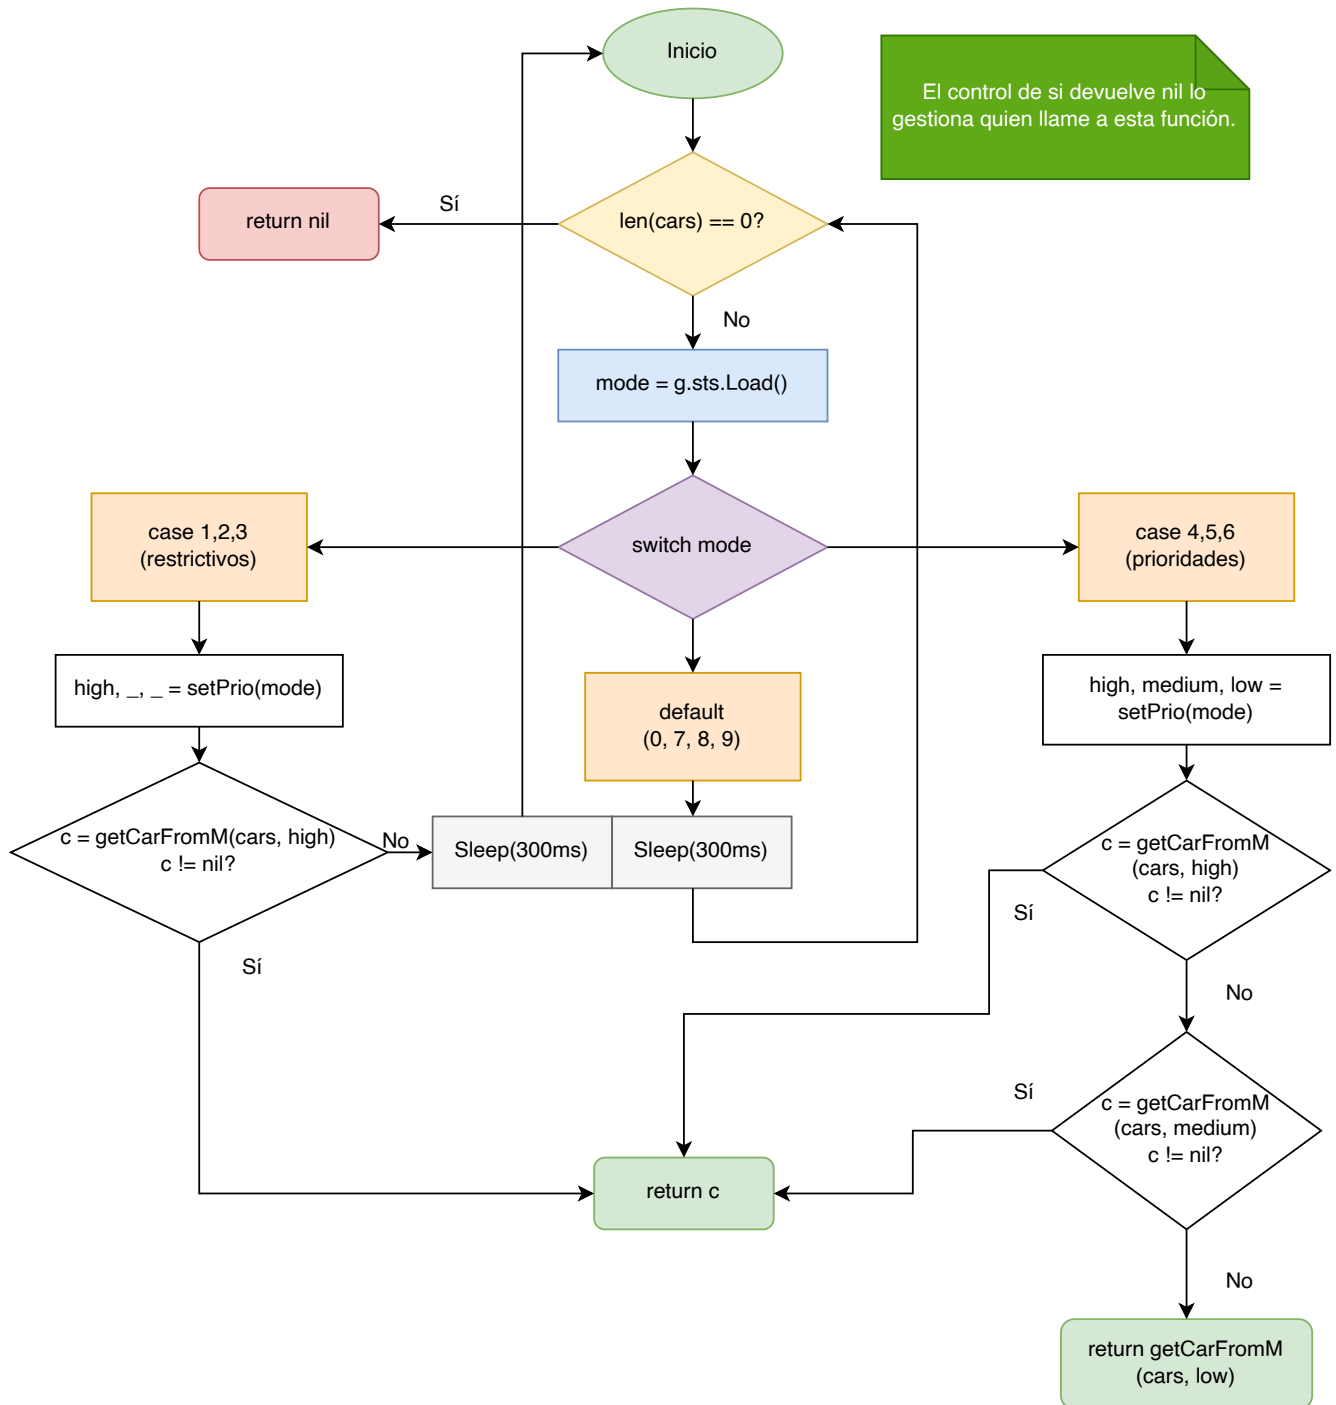 Inicio
El control de si devuelve nil lo
gestiona quien llame a esta función.
return nil
Sí
len(cars) == 0?
No
mode = g.sts.Load()
case 1,2,3
(restrictivos)
switch mode
case 4,5,6
(prioridades)
high, _, _ = setPrio(mode)
default
(0, 7, 8, 9)
high, medium, low =
setPrio(mode)
c = getCarFromM(cars, high)
c != nil?
No
Sleep(300ms)
Sleep(300ms)
c = getCarFromM
(cars, high)
c != nil?
Sí
Sí
No
Sí
c = getCarFromM
(cars, medium)
c != nil?
return c
No
return getCarFromM
(cars, low)